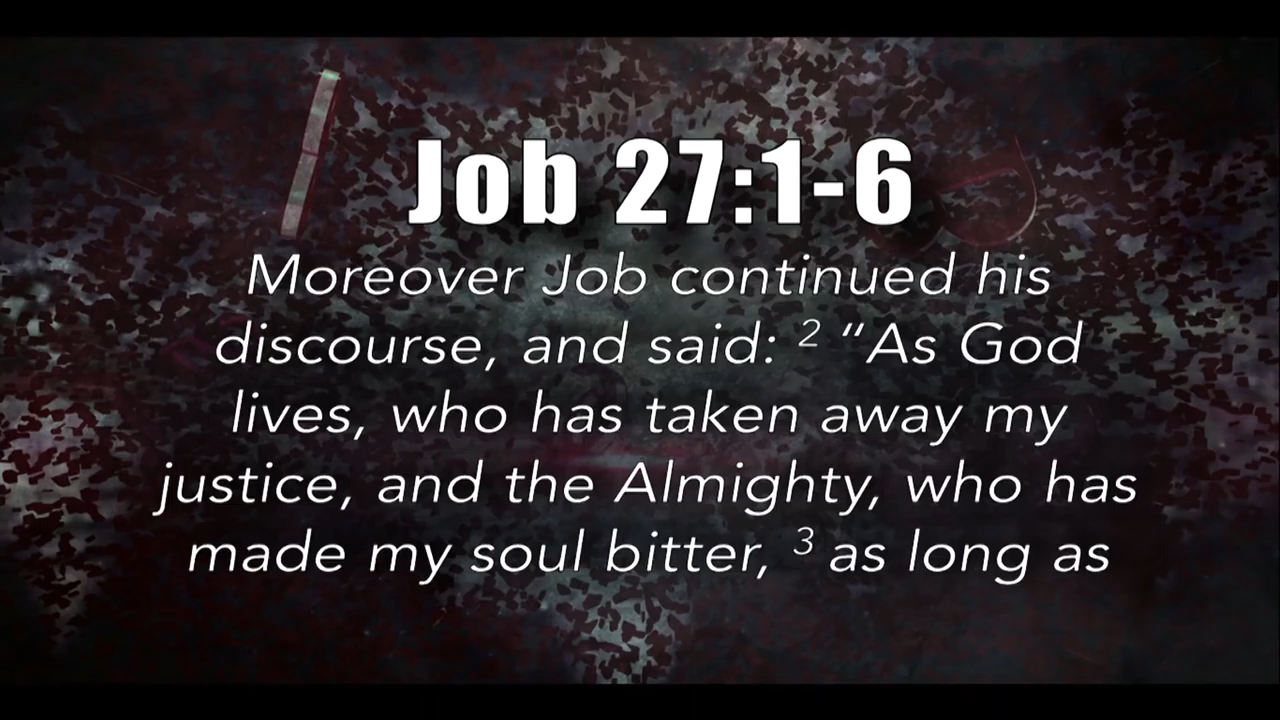 Job 27:1-6
Moreover Job continued his
discourse, and said: ² “As God
lives, who has taken away my
justice, and the Almighty, who has
made my soul bitter, ³ as long as